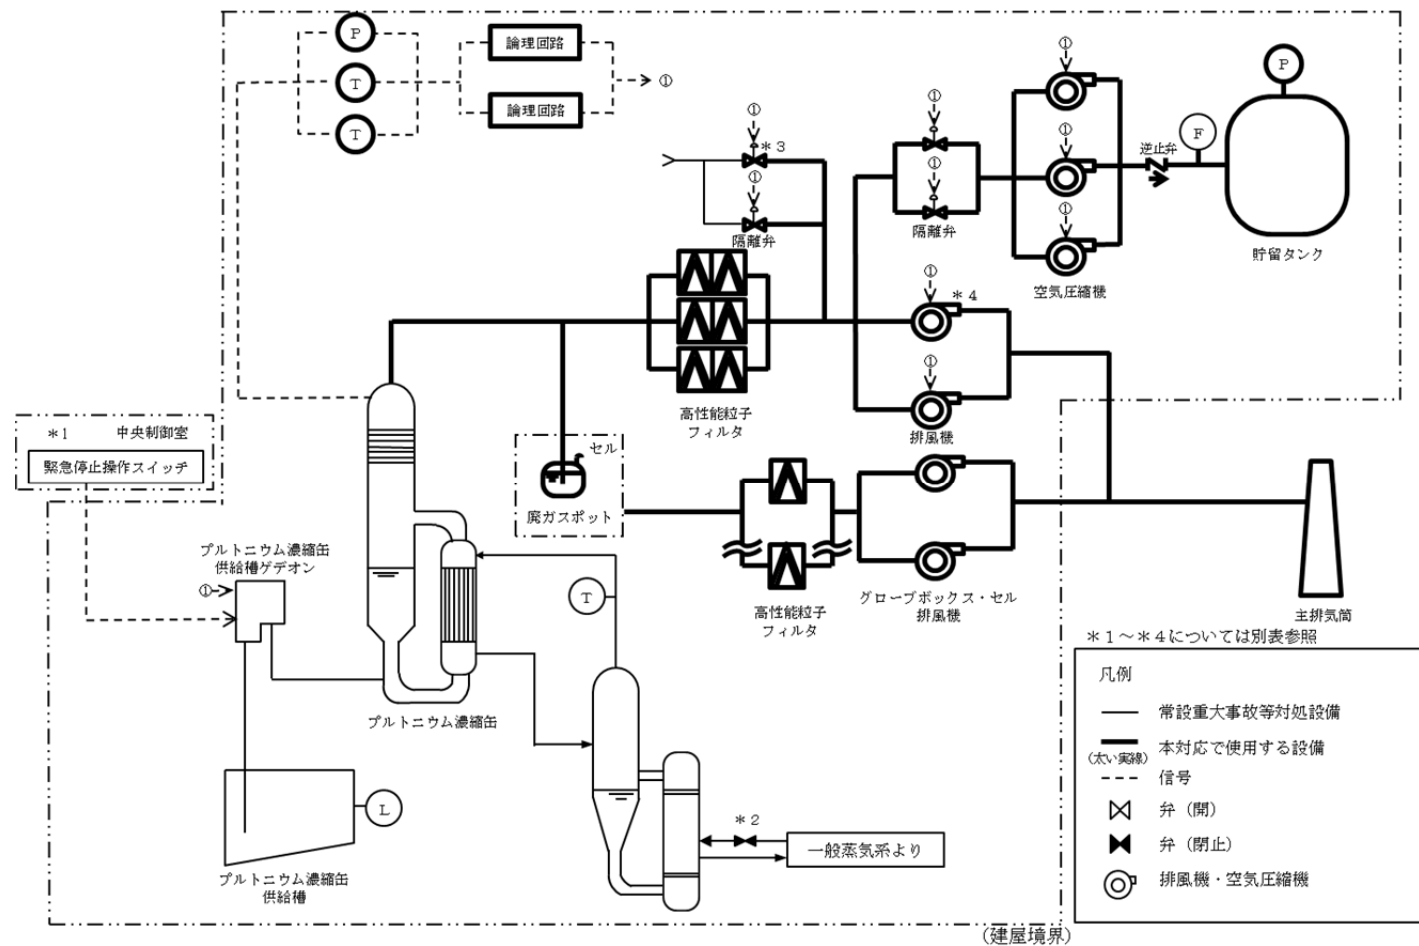 P
T
T
論理回路
論理回路
①
①
＊3
①
隔離弁
①
①
隔離弁
①
①
①
空気圧縮機
逆止弁
F
P
貯留タンク
①
＊4
①
排風機
高性能粒子
フィルタ
セル
廃ガスポット
＊1 中央制御室
緊急停止操作スイッチ
プルトニウム濃縮缶
供給槽ゲデオン
①
T
高性能粒子
フィルタ
グローブボックス・セル
排風機
主排気筒
プルトニウム濃縮缶
L
プルトニウム濃縮缶
供給槽
＊2
一般蒸気系より
＊1～＊4については別表参照
凡例
常設重大事故等対処設備
本対応で使用する設備
(太い実線)
信号
弁（開）
弁（閉止）
排風機・空気圧縮機
(建屋境界)